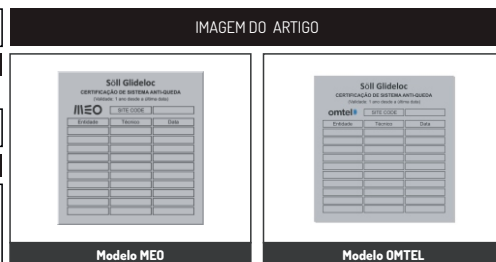 IMAGEM DO ARTIGO
Söll Glideloc
CERTIFICAÇÃO DE SISTEMA ANTI-QUEDA
(Validade: 1 ano desde a última data)
MEO SITE CODE
Entidade Técnico Data
Modelo MEO
Söll Glideloc
CERTIFICAÇÃO DE SISTEMA ANTI-QUEDA
(Validade: 1 ano desde a última data)
omtel SITE CODE
Entidade Técnico Data
Modelo OMTEL